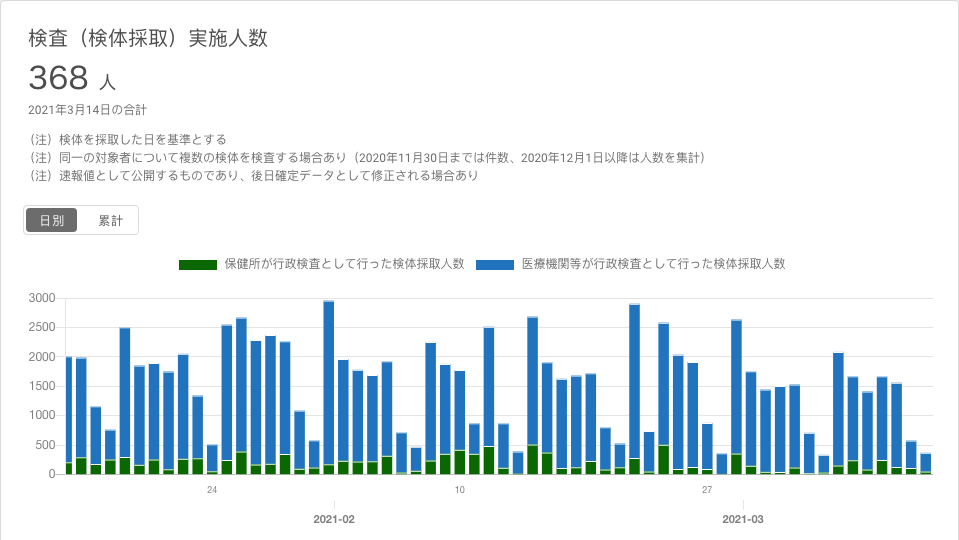 検査（検体採取）実施人数
368 人
2021年3月14日の合計
（注）検体を採取した日を基準とする
（注）同一の対象者について複数の検体を検査する場合あり（2020年11月30日までは件数、2020年12月1日以降は人数を集計）
（注）速報値として公開するものであり、後日確定データとして修正される場合あり
日別 累計
保健所が行政検査として行った検体採取人数 医療機関等が行政検査として行った検体採取人数
3000
2500
2000
1500
1000
500
0
24 10 27
2021-02 2021-03